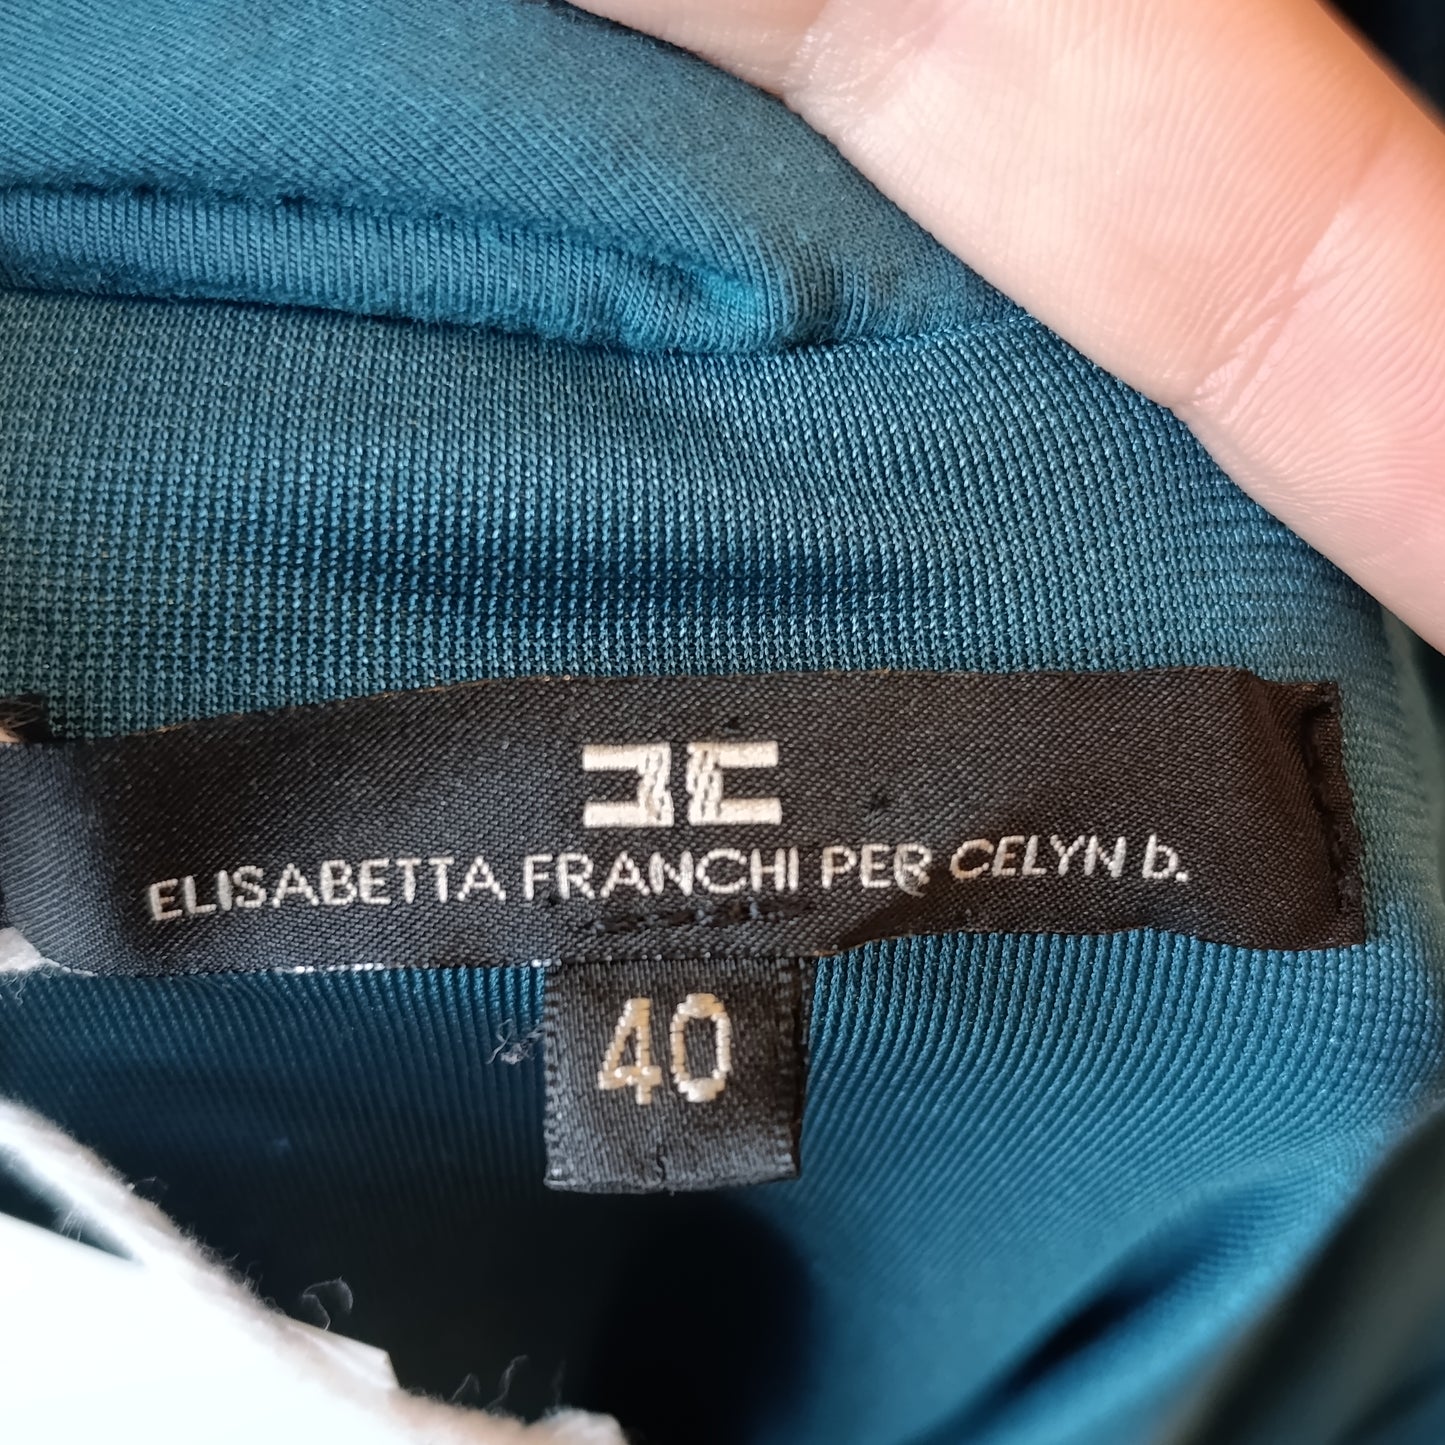 ELISABETTA FRANCHI PER CELYN b.
40